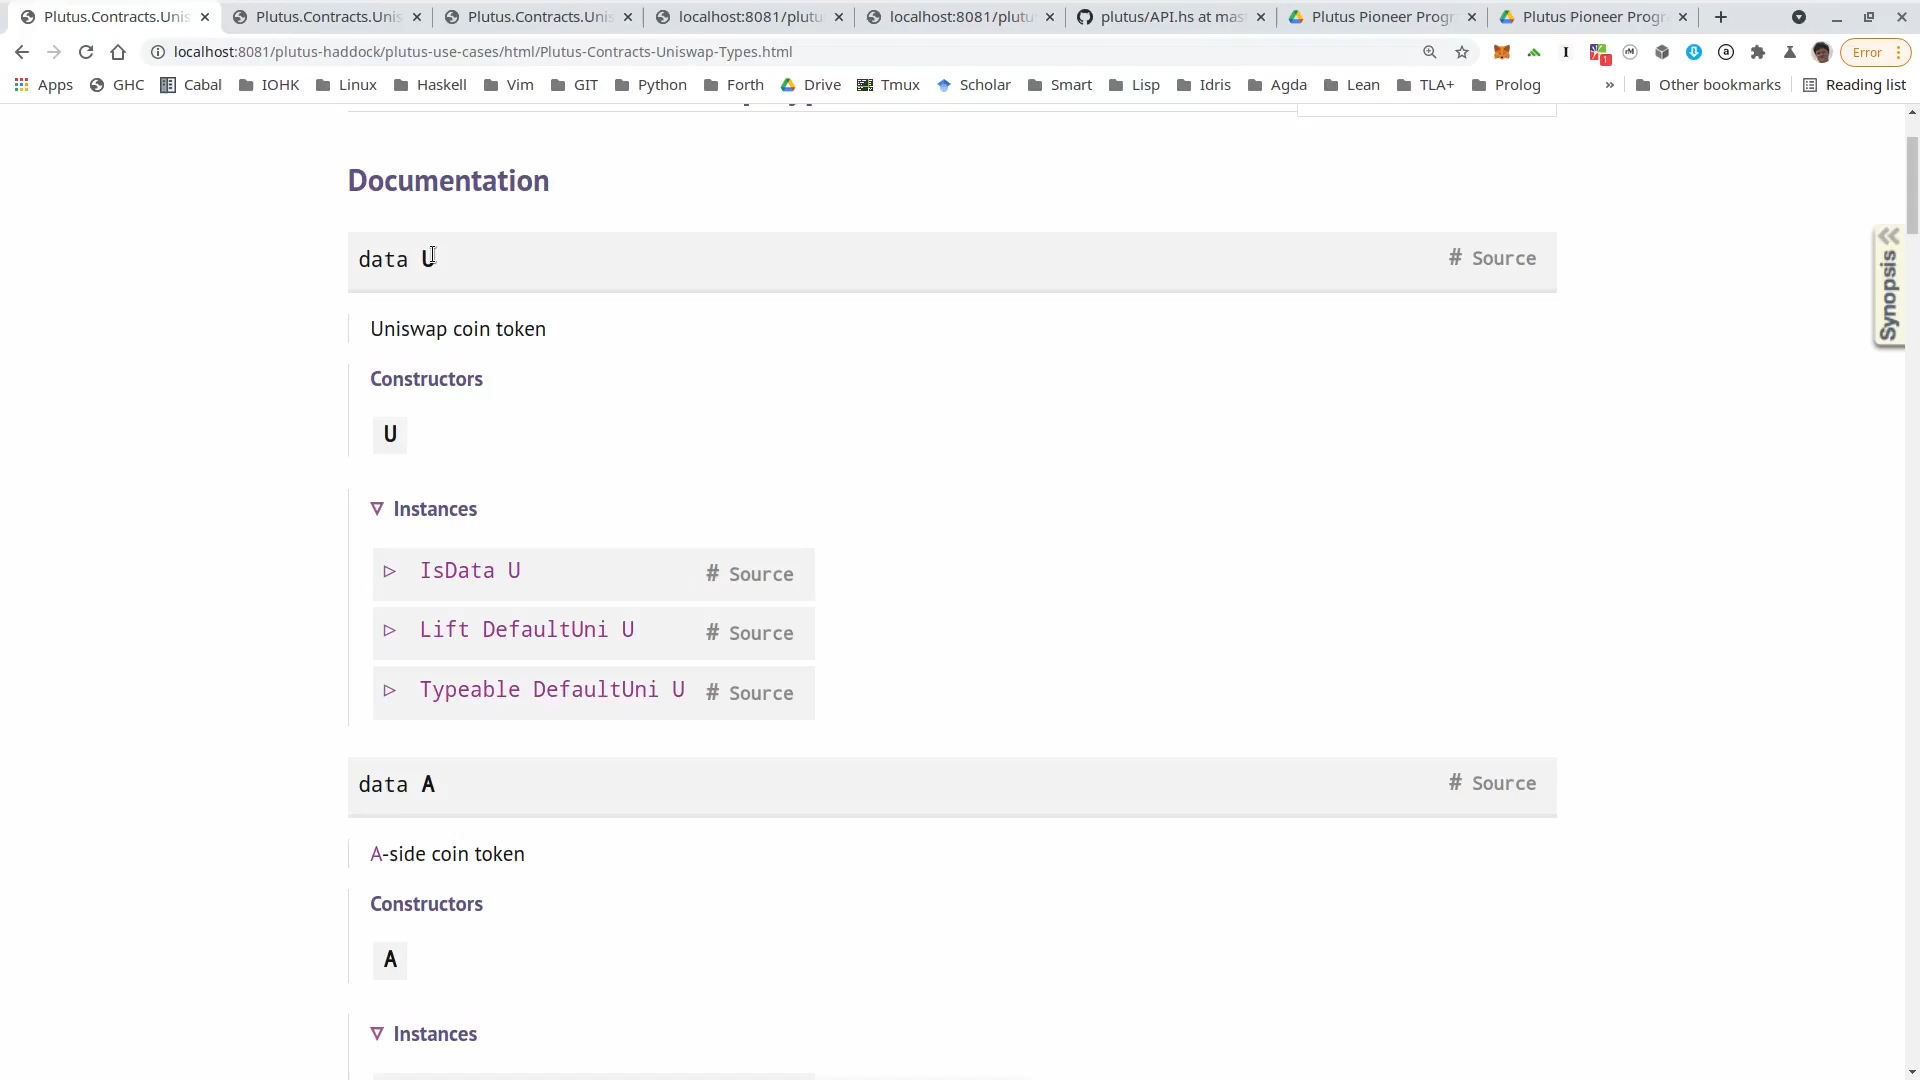 Plutus.Contracts.Unis
Plutus.Contracts.Unis
Plutus.Contracts.Unis
localhost:8081/plutu
localhost:8081/plutu
plutus/API.hs at mas
Plutus Pioneer Progr
Plutus Pioneer Progr
localhost:8081/plutus-haddock/plutus-use-cases/html/Plutus-Contracts-Uniswap-Types.html
Error
Apps
GHC
Cabal
IOHK
Linux
Haskell
Vim
GIT
Python
Forth
Drive
Tmux
Scholar
Smart
Lisp
Idris
Agda
Lean
TLA+
Prolog
»
Other bookmarks
Reading list
Documentation
data U
# Source
Synopsis
Uniswap coin token
Constructors
U
Instances
IsData U # Source
Lift DefaultUni U # Source
Typeable DefaultUni U # Source
data A
# Source
A-side coin token
Constructors
A
Instances